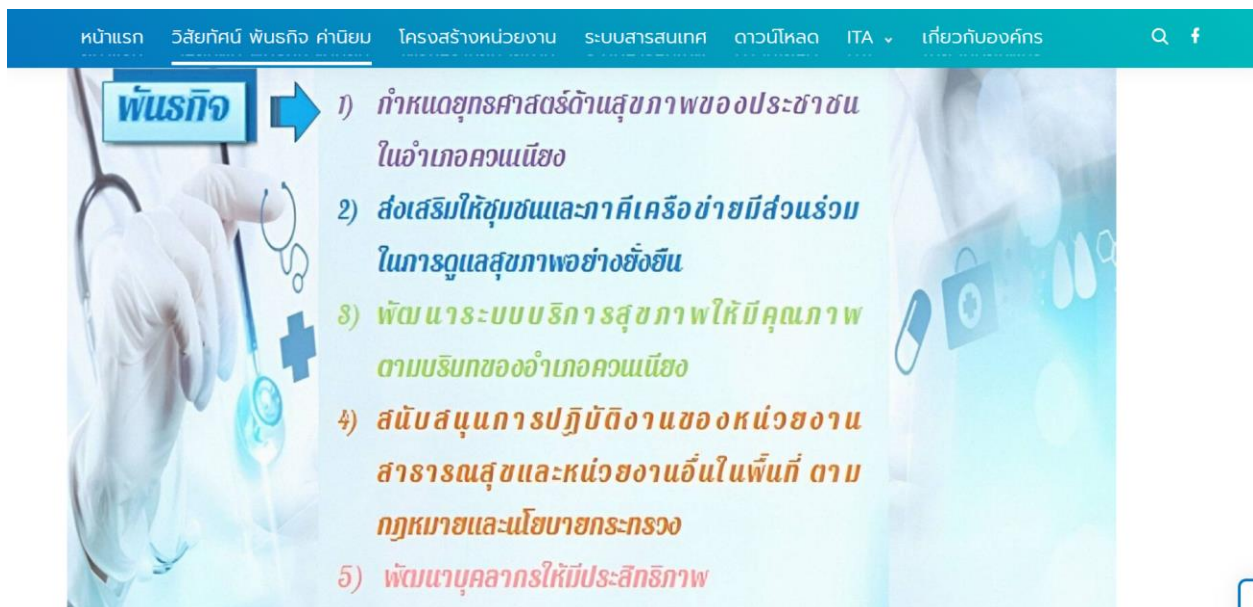 หน้าแรก วิสัยทัศน์ พันธกิจ ค่านิยม โครงสร้างหน่วยงาน ระบบสารสนเทศ ดาวน์โหลด ITA เกี่ยวกับองค์กร
พันธกิจ
1) กำหนดยุทธศาสตร์ด้านสุขภาพของประชาชน
ในอำเภอควนเนียง
2) ส่งเสริมให้ชุมชนและภาคีเครือข่ายมีส่วนร่วม
ในการดูแลสุขภาพอย่างยั่งยืน
3) พัฒนาระบบบริการสุขภาพให้มีคุณภาพ
ตามบริบทของอำเภอควนเนียง
4) สนับสนุนการปฏิบัติงานของหน่วยงาน
สาธารณสุขและหน่วยงานอื่นในพื้นที่ ตาม
กฎหมายและนโยบายกระทรวง
5) พัฒนาบุคลากรให้มีประสิทธิภาพ